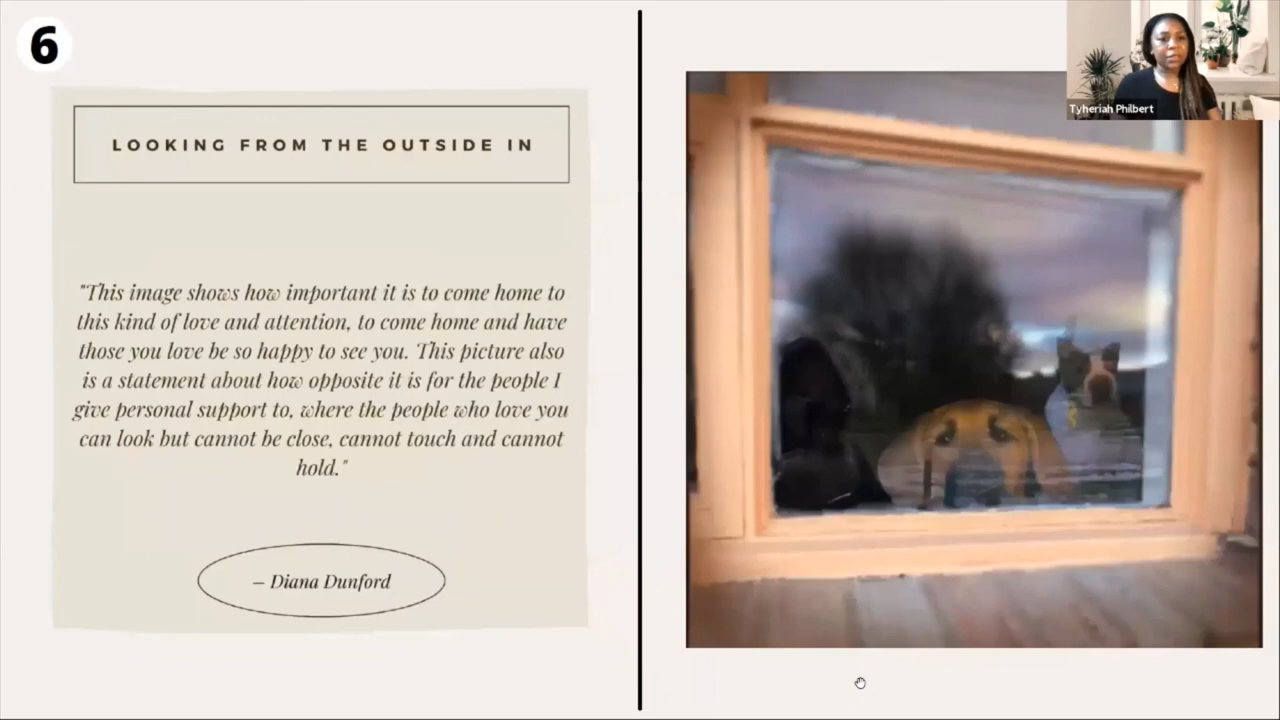 6
LOOKING FROM THE OUTSIDE IN
"This image shows how important it is to come home to
this kind of love and attention, to come home and have
those you love be so happy to see you. This picture also
is a statement about how opposite it is for the people I
give personal support to, where the people who love you
can look but cannot be close, cannot touch and cannot
hold."
– Diana Dunford
Tyheriah Philbert